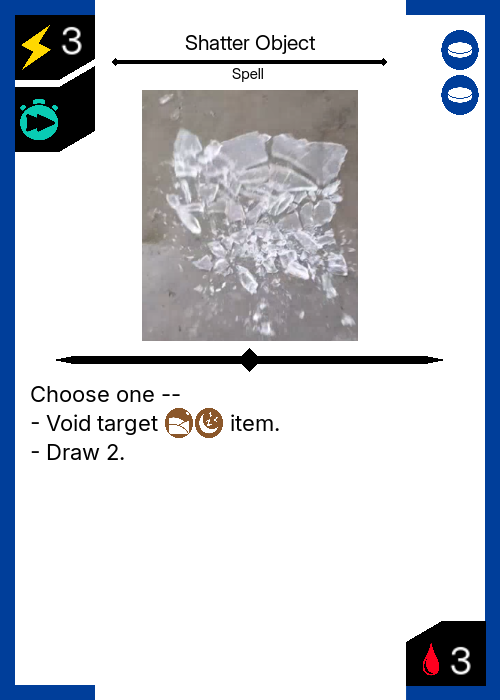 3
Shatter Object
Spell
Choose one --
- Void target item.
- Draw 2.
3